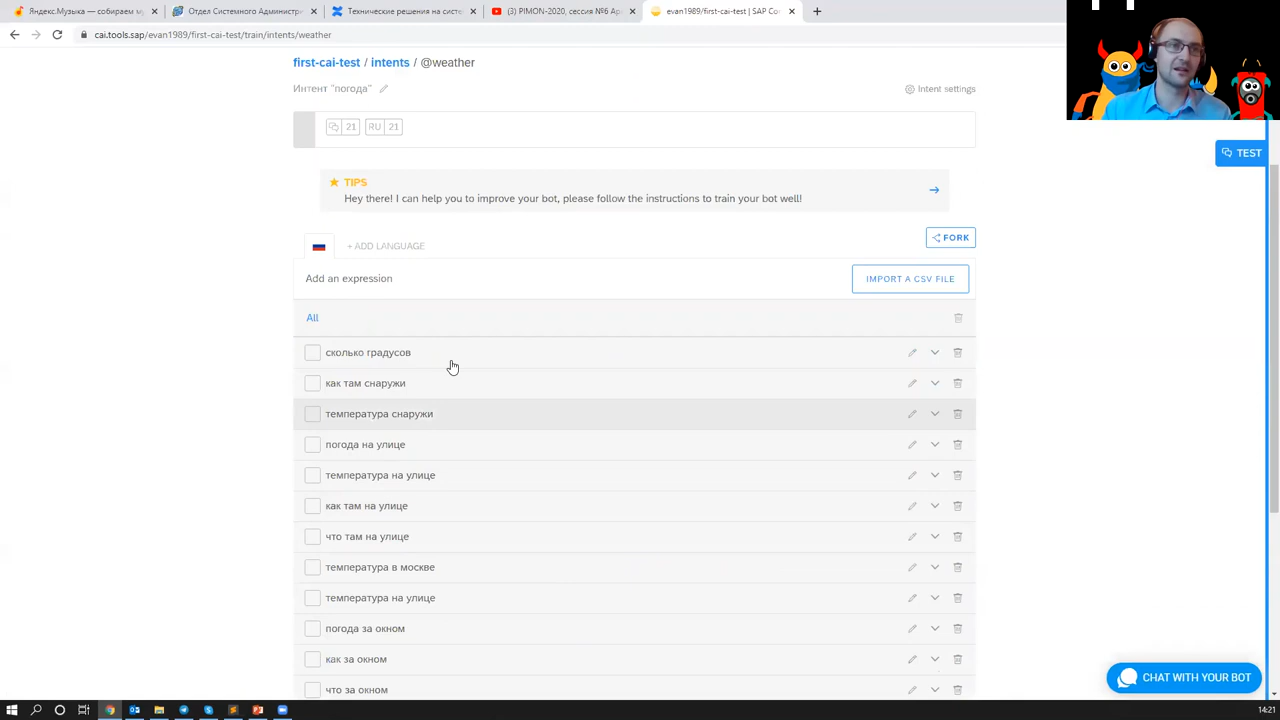 Яндекс.Музыка — собираем му
Отдел Системного Администри
Технические решения на систе
(3) PIMON-2020, сессия №6 Ар
evan1989/first-cai-test | SAP Co
cai.tools.sap/evan1989/first-cai-test/train/intents/weather
first-cai-test / intents / @weather
Интент "погода"
Intent settings
21 RU 21
TEST
TIPS
Hey there! I can help you to improve your bot, please follow the instructions to train your bot well!
FORK
+ ADD LANGUAGE
Add an expression
IMPORT A CSV FILE
All
сколько градусов
как там снаружи
температура снаружи
погода на улице
температура на улице
как там на улице
что там на улице
температура в москве
температура на улице
погода за окном
как за окном
что за окном
CHAT WITH YOUR BOT
14:21